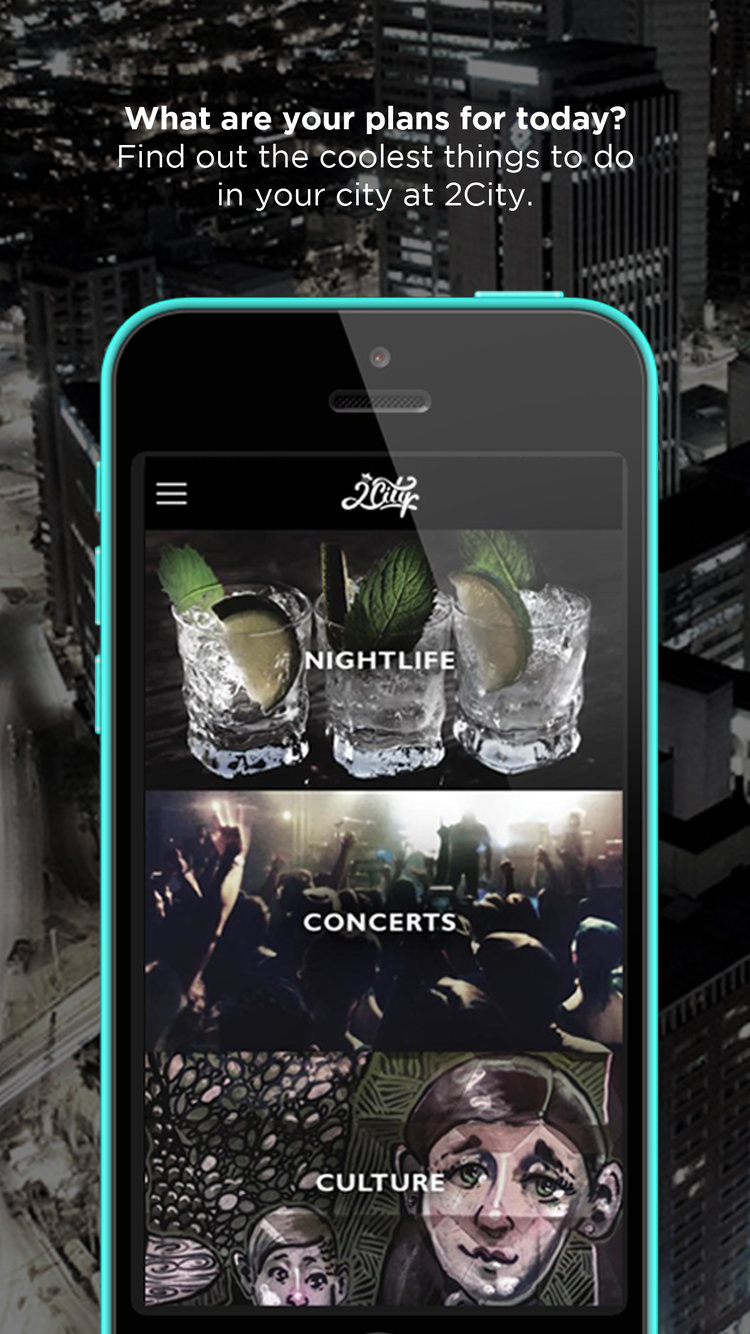 What are your plans for today?
Find out the coolest things to do
in your city at 2City.
2City
NIGHTLIFE
CONCERTS
CULTURE